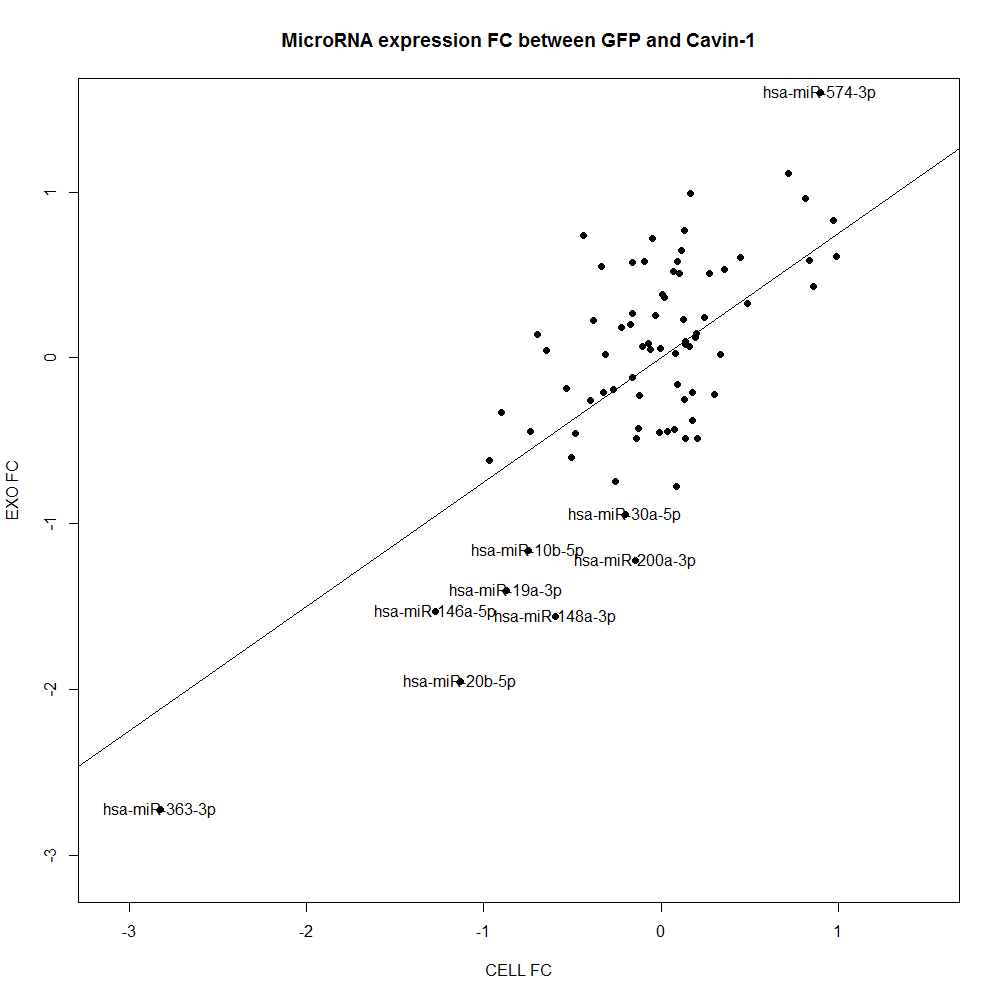 MicroRNA expression FC between GFP and Cavin-1
hsa-miR-574-3p
1
0
EXO FC
-1
hsa-miR-30a-5p
hsa-miR-10b-5p
hsa-miR-200a-3p
hsa-miR-19a-3p
hsa-miR-146a-5p
hsa-miR-148a-3p
-2
hsa-miR-20b-5p
hsa-miR-363-3p
-3
-3 -2 -1 0 1
CELL FC